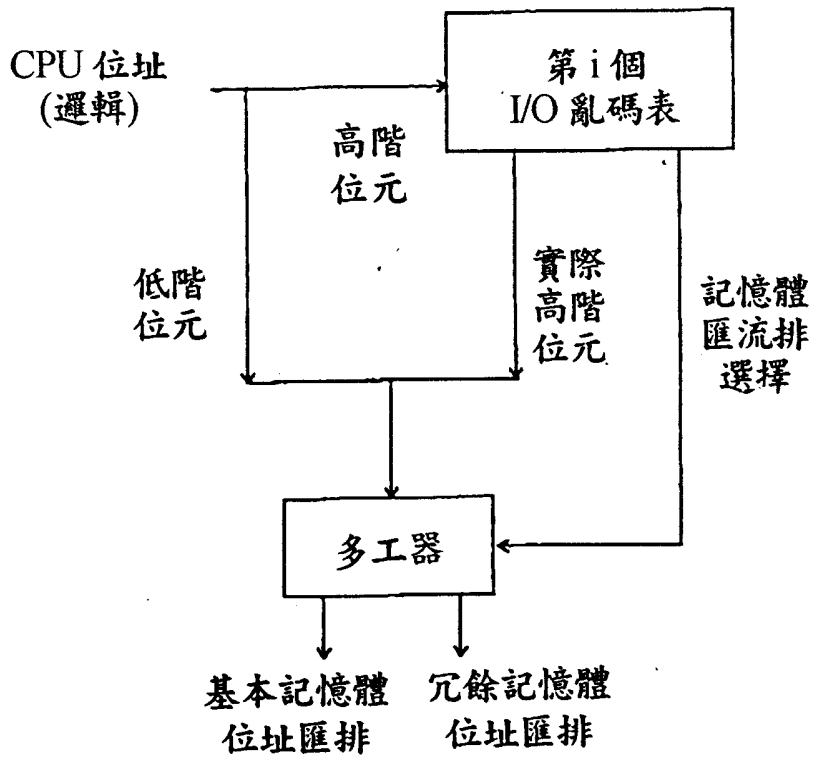 CPU 位址
(邏輯)
第 i 個
I/O 亂碼表
高階
位元
低階
位元
實際
高階
位元
記憶體
匯流排
選擇
多工器
基本記憶體
位址匯排
冗餘記憶體
位址匯排